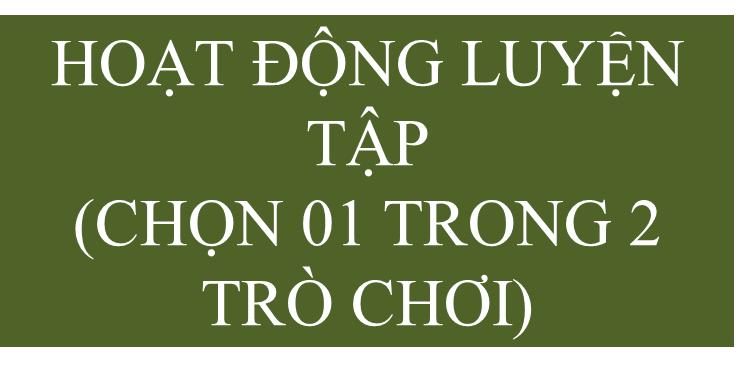 HOẠT ĐỘNG LUYỆN
TẬP
(CHỌN 01 TRONG 2
TRÒ CHƠI)